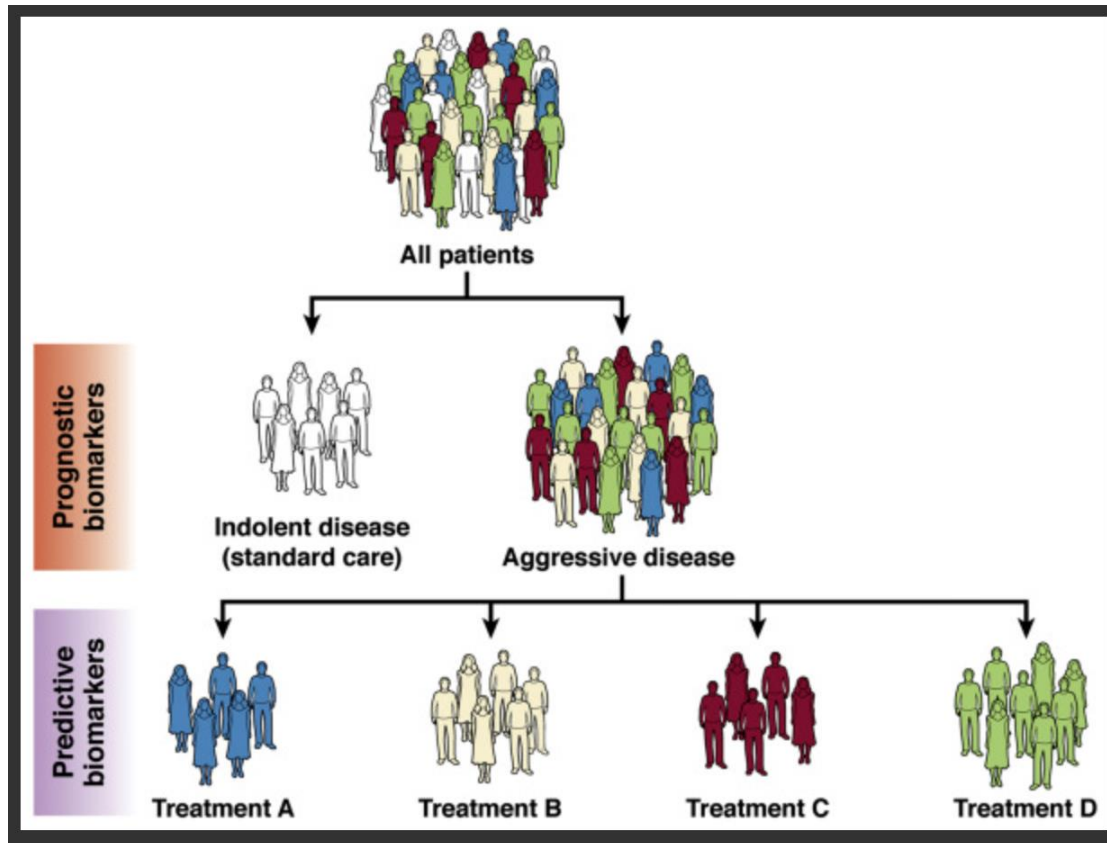 All patients
Prognostic
biomarkers
Indolent disease
(standard care)
Aggressive disease
Predictive
biomarkers
Treatment A
Treatment B
Treatment C
Treatment D